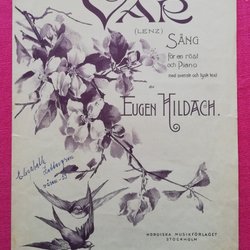 VÅR
(LENZ)
SÅNG
för en röst
och Piano
med svensk och tysk text
av
EUGEN HILDACH.
Elisabeth
NORDISKA MUSIKFÖRLAGET
STOCKHOLM